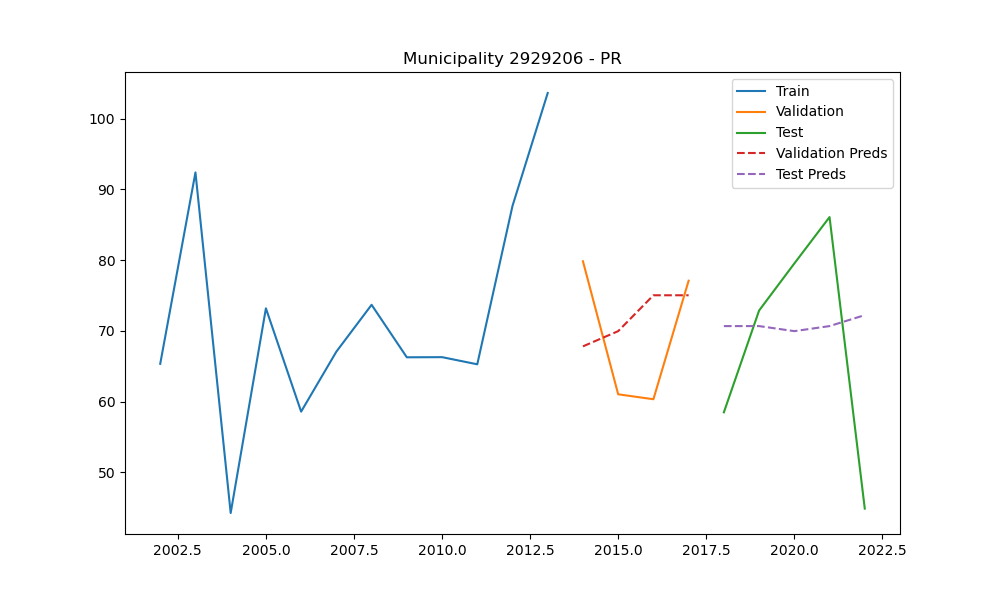 Municipality 2929206 - PR
Train
Validation
Test
Validation Preds
Test Preds
100
90
80
70
60
50
2002.5 2005.0 2007.5 2010.0 2012.5 2015.0 2017.5 2020.0 2022.5